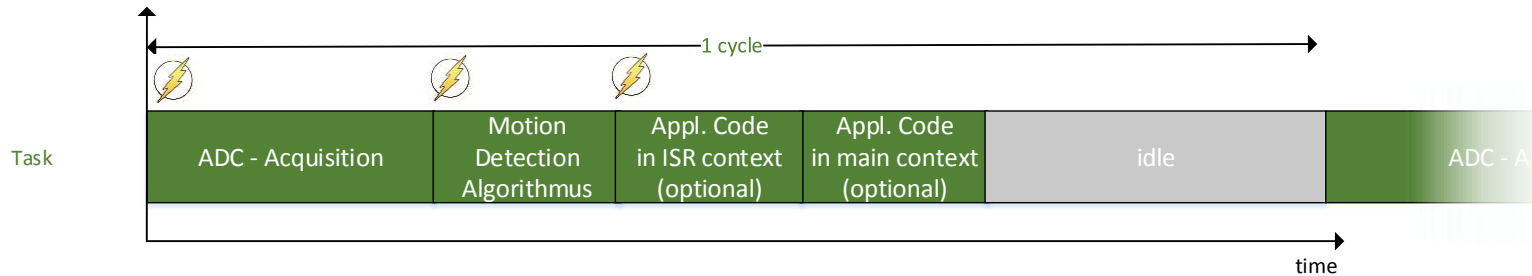 1 cycle
Task
ADC - Acquisition
Motion
Detection
Algorithmus
Appl. Code
in ISR context
(optional)
Appl. Code
in main context
(optional)
idle
ADC - A
time